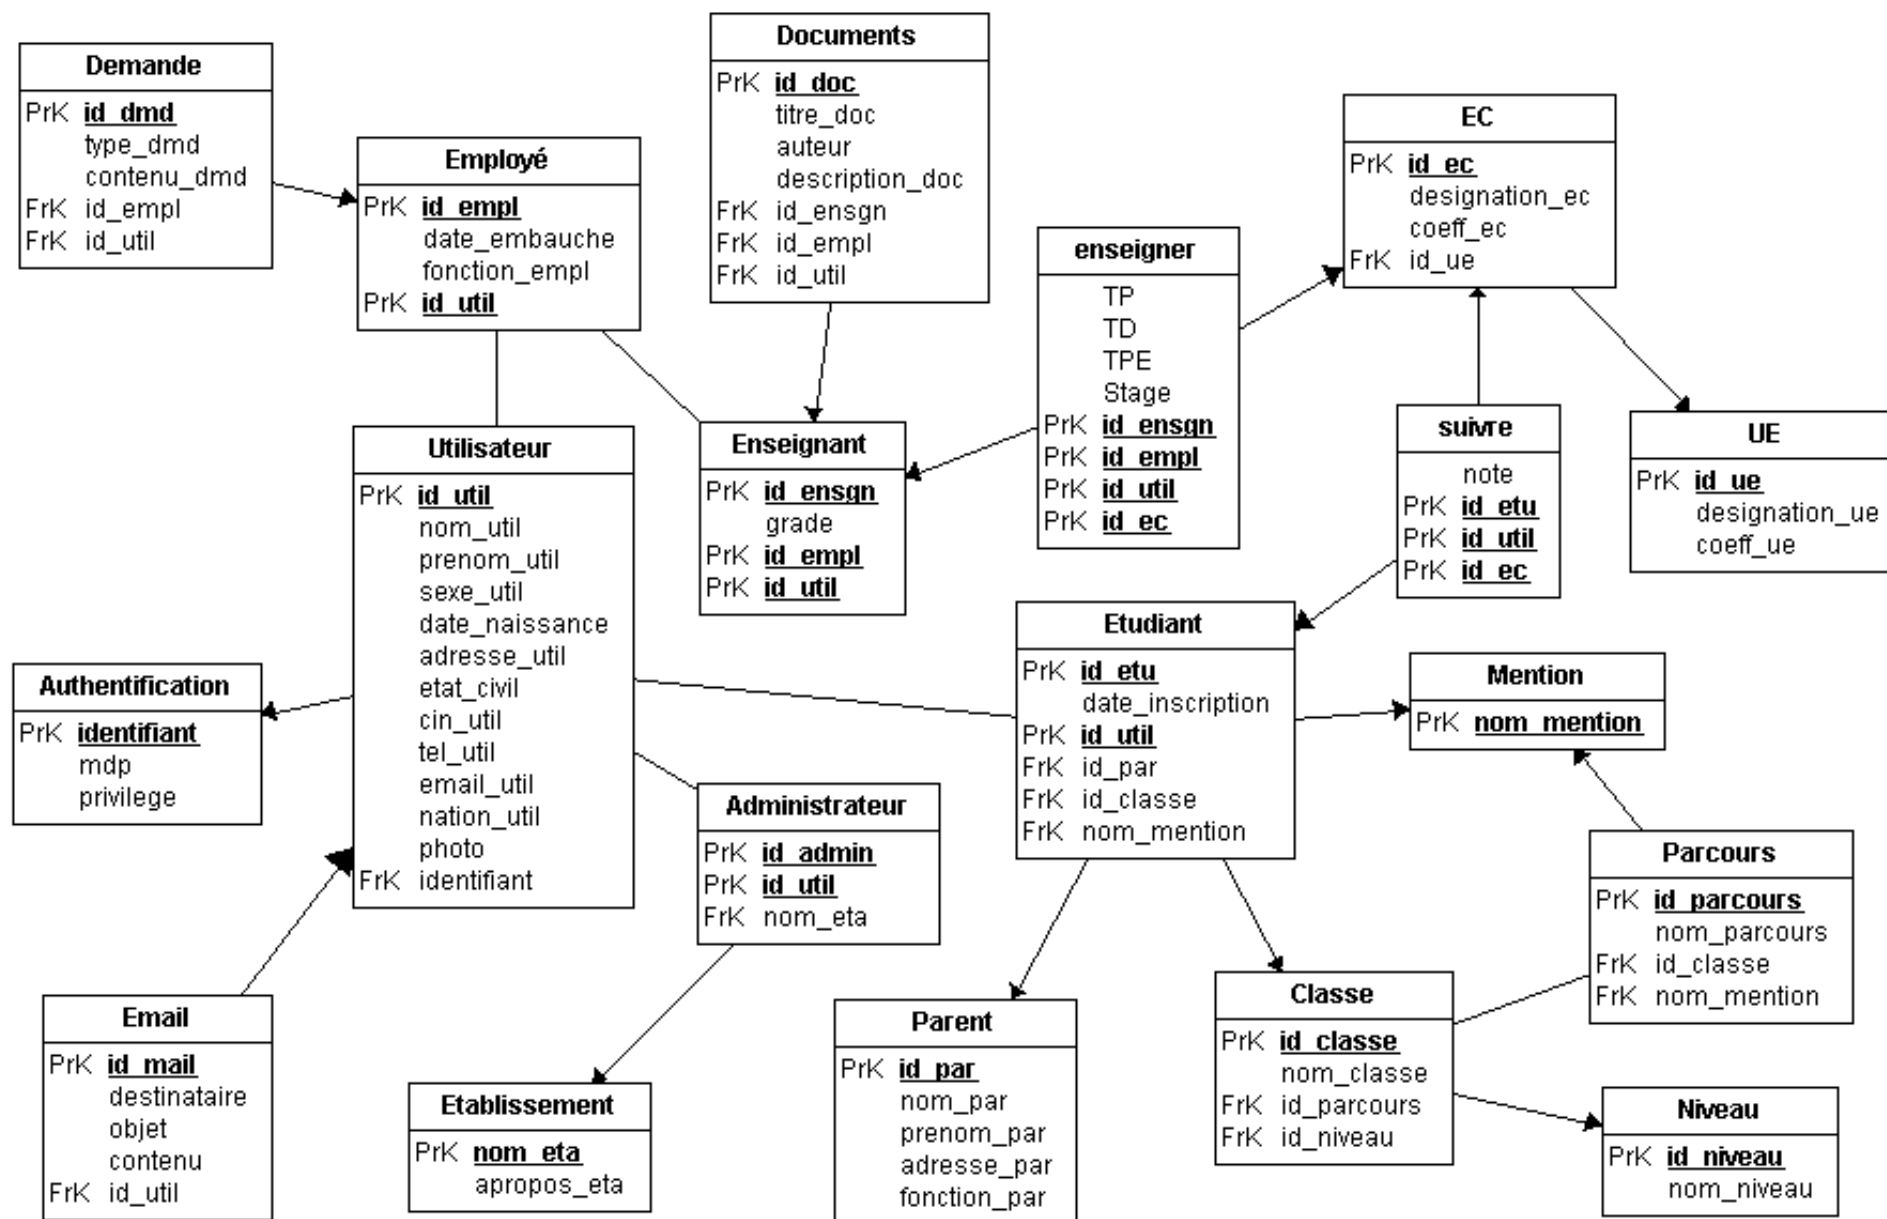 Demande
PrK id_dmd
type_dmd
contenu_dmd
FrK id_empl
FrK id_util
Employé
PrK id_empl
date_embauche
fonction_empl
PrK id_util
Documents
PrK id_doc
titre_doc
auteur
description_doc
FrK id_ensgn
FrK id_empl
FrK id_util
enseigner
TP
TD
TPE
Stage
PrK id_ensgn
PrK id_empl
PrK id_util
PrK id_ec
EC
PrK id_ec
designation_ec
coeff_ec
FrK id_ue
suivre
note
PrK id_etu
PrK id_util
PrK id_ec
UE
PrK id_ue
designation_ue
coeff_ue
Utilisateur
PrK id_util
nom_util
prenom_util
sexe_util
date_naissance
adresse_util
etat_civil
cin_util
tel_util
email_util
nation_util
photo
FrK identifiant
Enseignant
PrK id_ensgn
grade
PrK id_empl
PrK id_util
Authentification
PrK identifiant
mdp
privilege
Etudiant
PrK id_etu
date_inscription
PrK id_util
FrK id_par
FrK id_classe
FrK nom_mention
Mention
PrK nom_mention
Administrateur
PrK id_admin
PrK id_util
FrK nom_eta
Parcours
PrK id_parcours
nom_parcours
FrK id_classe
FrK nom_mention
Email
PrK id_mail
destinataire
objet
contenu
FrK id_util
Etablissement
PrK nom_eta
apropos_eta
Parent
PrK id_par
nom_par
prenom_par
adresse_par
fonction_par
Classe
PrK id_classe
nom_classe
FrK id_parcours
FrK id_niveau
Niveau
PrK id_niveau
nom_niveau